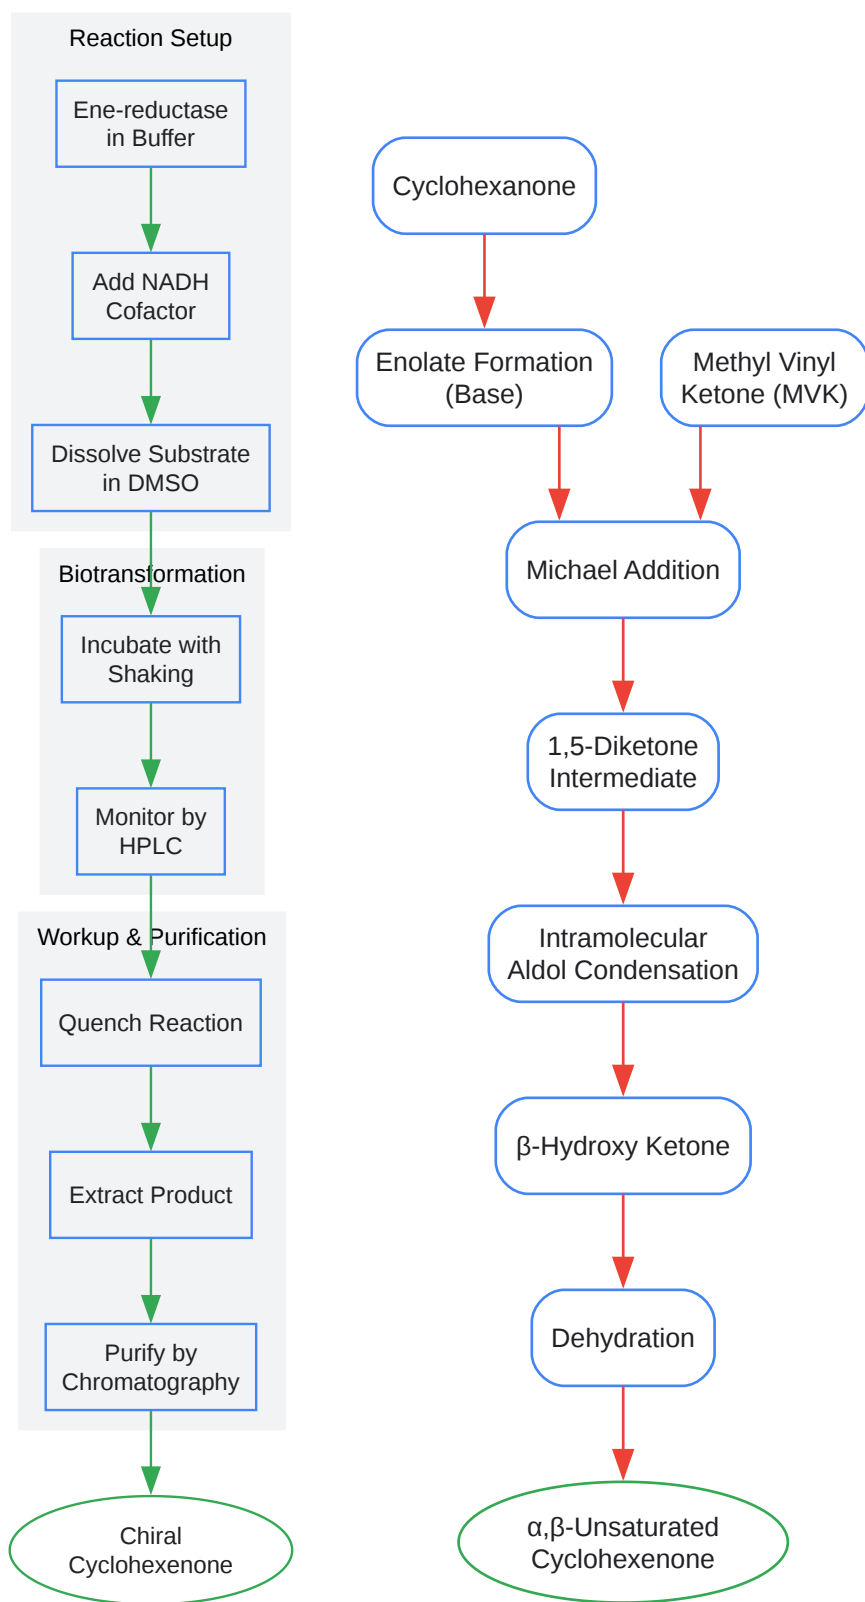 Reaction Setup
Ene-reductase
in Buffer
Add NADH
Cofactor
Dissolve Substrate
in DMSO
Biotransformation
Incubate with
Shaking
Monitor by
HPLC
Workup & Purification
Quench Reaction
Extract Product
Purify by
Chromatography
Chiral
Cyclohexenone
Cyclohexanone
Enolate Formation
(Base)
Methyl Vinyl
Ketone (MVK)
Michael Addition
1,5-Diketone
Intermediate
Intramolecular
Aldol Condensation
β-Hydroxy Ketone
Dehydration
α,β-Unsaturated
Cyclohexenone